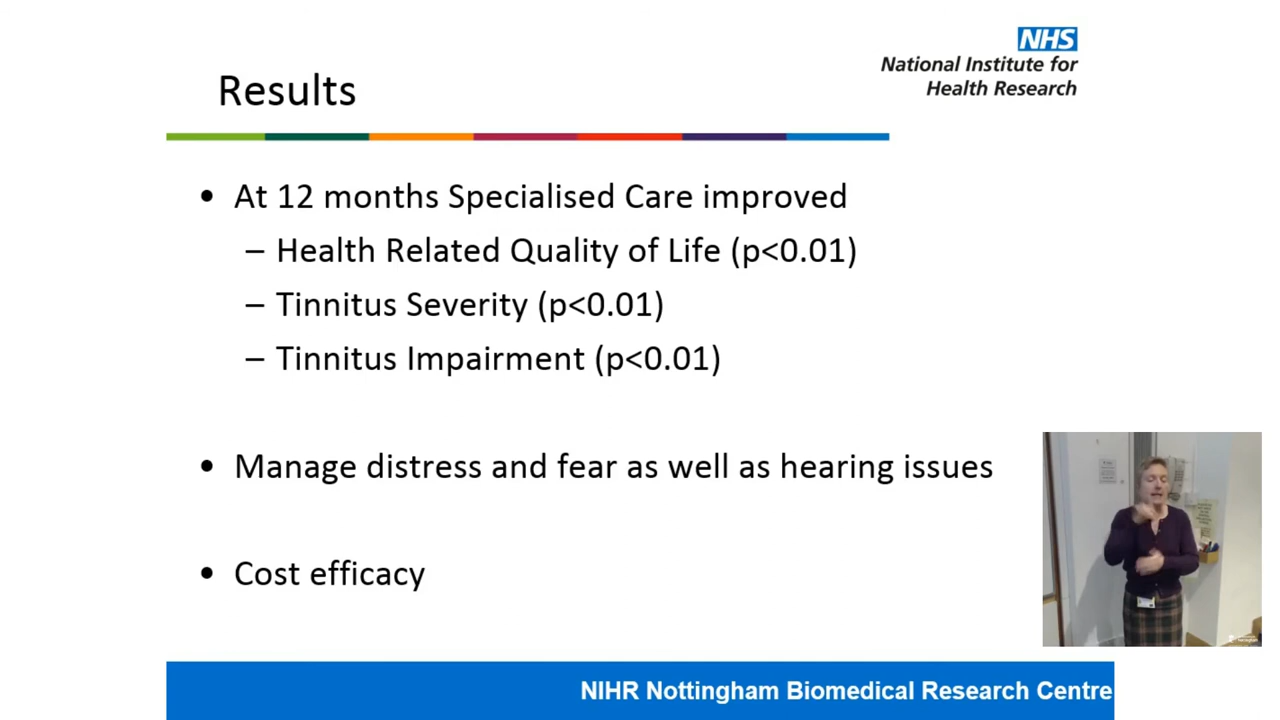 NHS
National Institute for
Health Research
Results
• At 12 months Specialised Care improved
– Health Related Quality of Life (p<0.01)
– Tinnitus Severity (p<0.01)
– Tinnitus Impairment (p<0.01)
• Manage distress and fear as well as hearing issues
• Cost efficacy
NIHR Nottingham Biomedical Research Centre